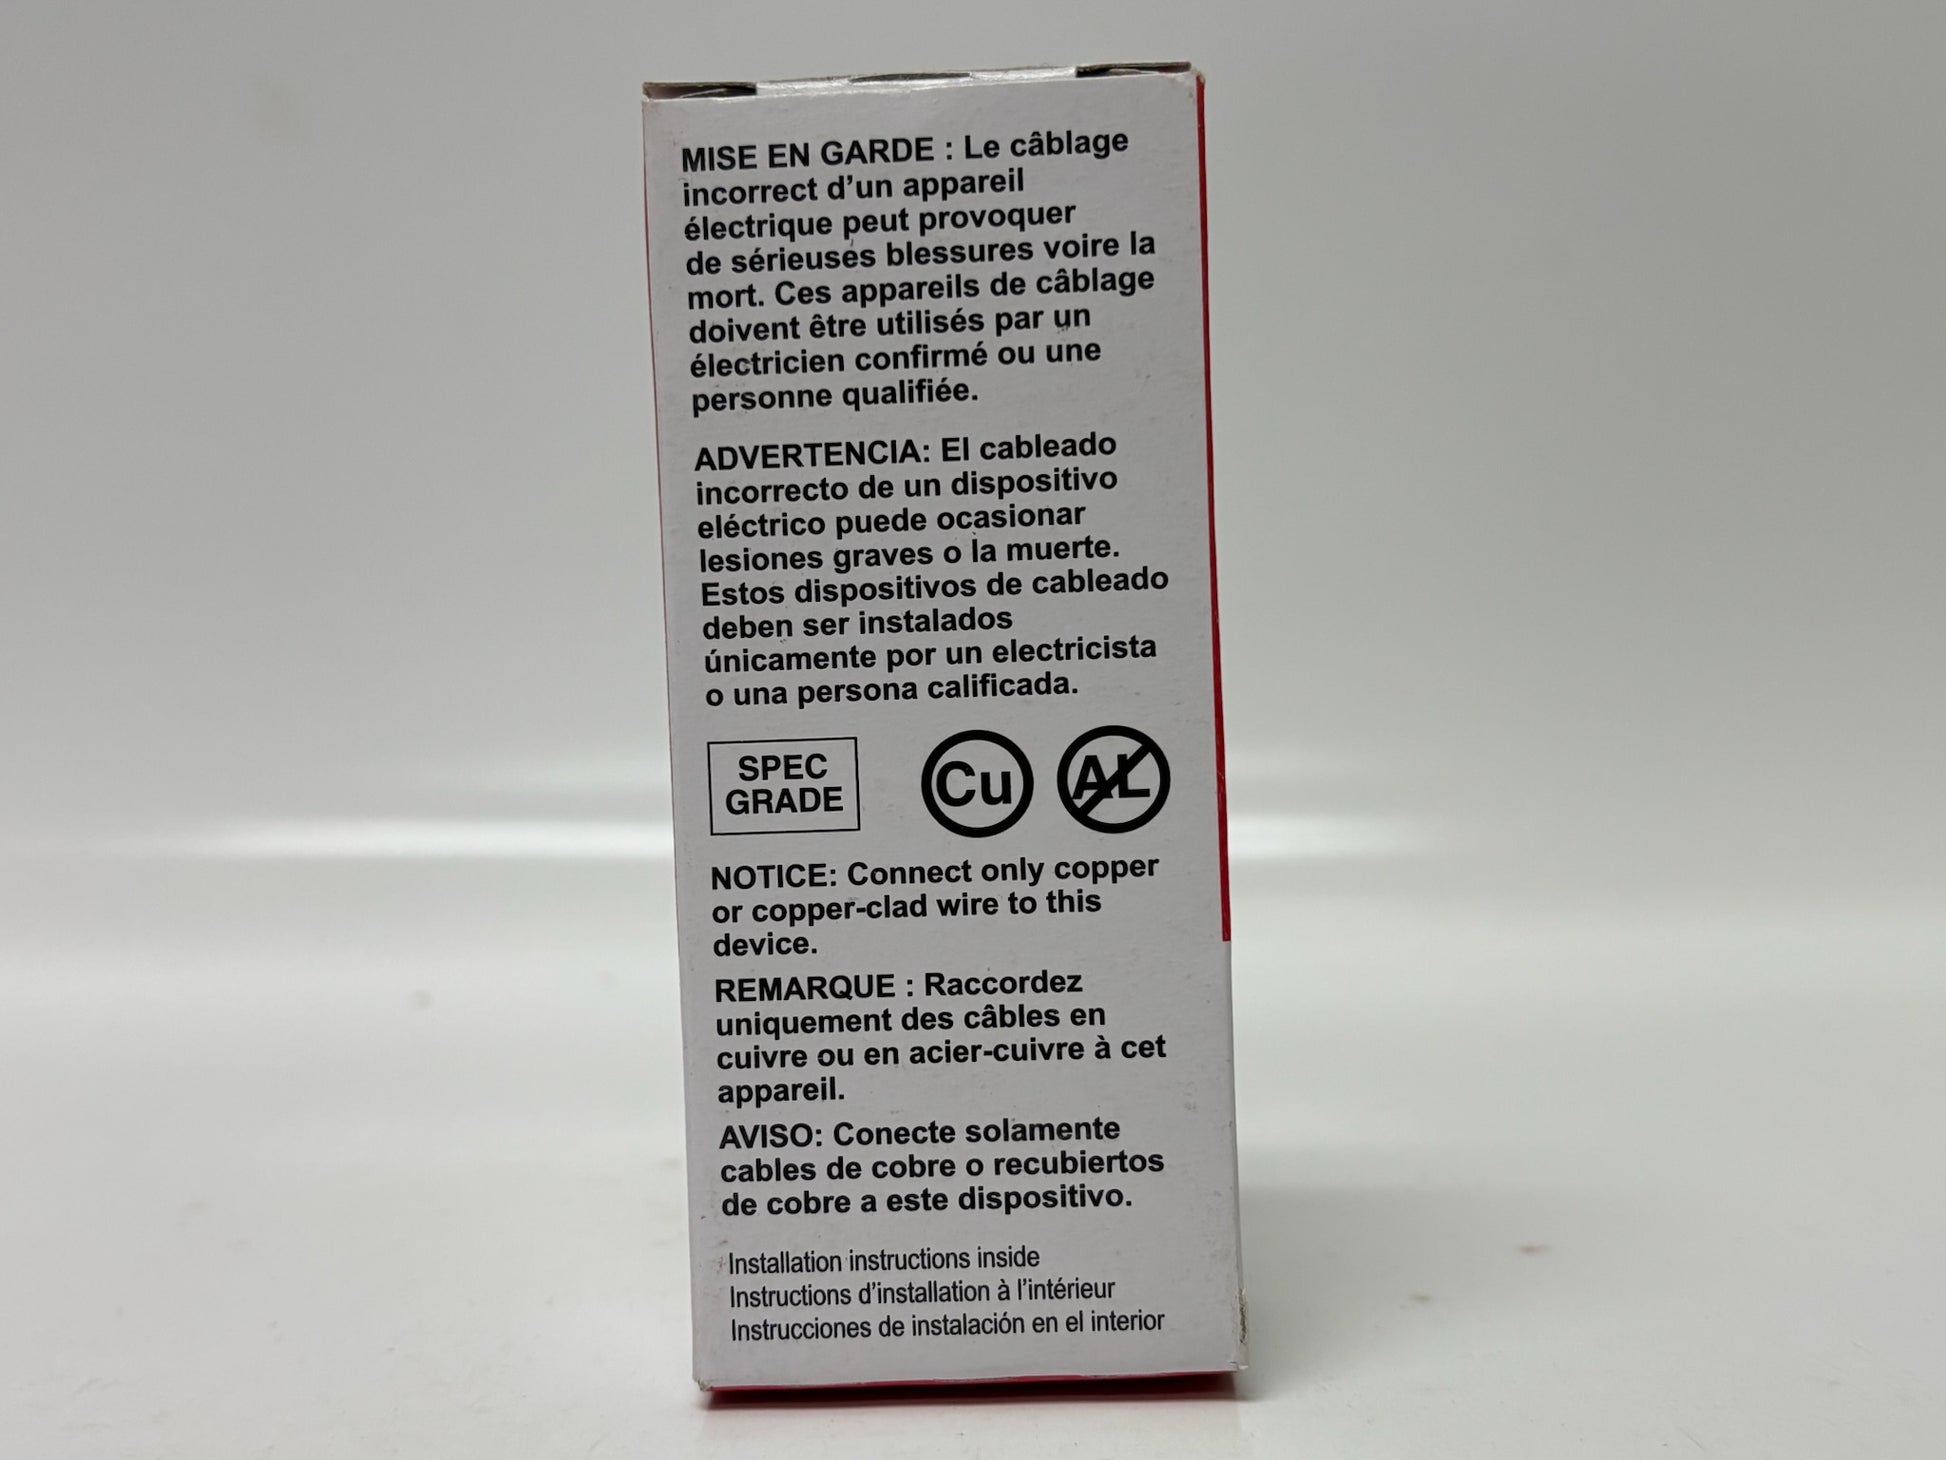 MISE EN GARDE : Le câblage
incorrect d’un appareil
électrique peut provoquer
de sérieuses blessures voire la
mort. Ces appareils de câblage
doivent être utilisés par un
électricien confirmé ou une
personne qualifiée.
ADVERTENCIA: El cableado
incorrecto de un dispositivo
eléctrico puede ocasionar
lesiones graves o la muerte.
Estos dispositivos de cableado
deben ser instalados
únicamente por un electricista
o una persona calificada.
SPEC
GRADE
Cu AL
NOTICE: Connect only copper
or copper-clad wire to this
device.
REMARQUE : Raccordez
uniquement des câbles en
cuivre ou en acier-cuivre à cet
appareil.
AVISO: Conecte solamente
cables de cobre o recubiertos
de cobre a este dispositivo.
Installation instructions inside
Instructions d’installation à l’intérieur
Instrucciones de instalación en el interior